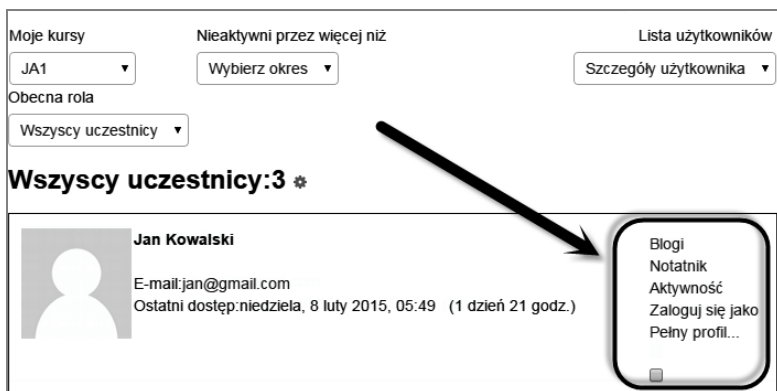 Moje kursy
Nieaktywni przez więcej niż
Lista użytkowników
JA1
Wybierz okres
Szczegóły użytkownika
Obecna rola
Wszyscy uczestnicy
Wszyscy uczestnicy:3
Jan Kowalski
E-mail:jan@gmail.com
Ostatni dostęp:niedziela, 8 luty 2015, 05:49 (1 dzień 21 godz.)
Blogi
Notatnik
Aktywność
Zaloguj się jako
Pełny profil...